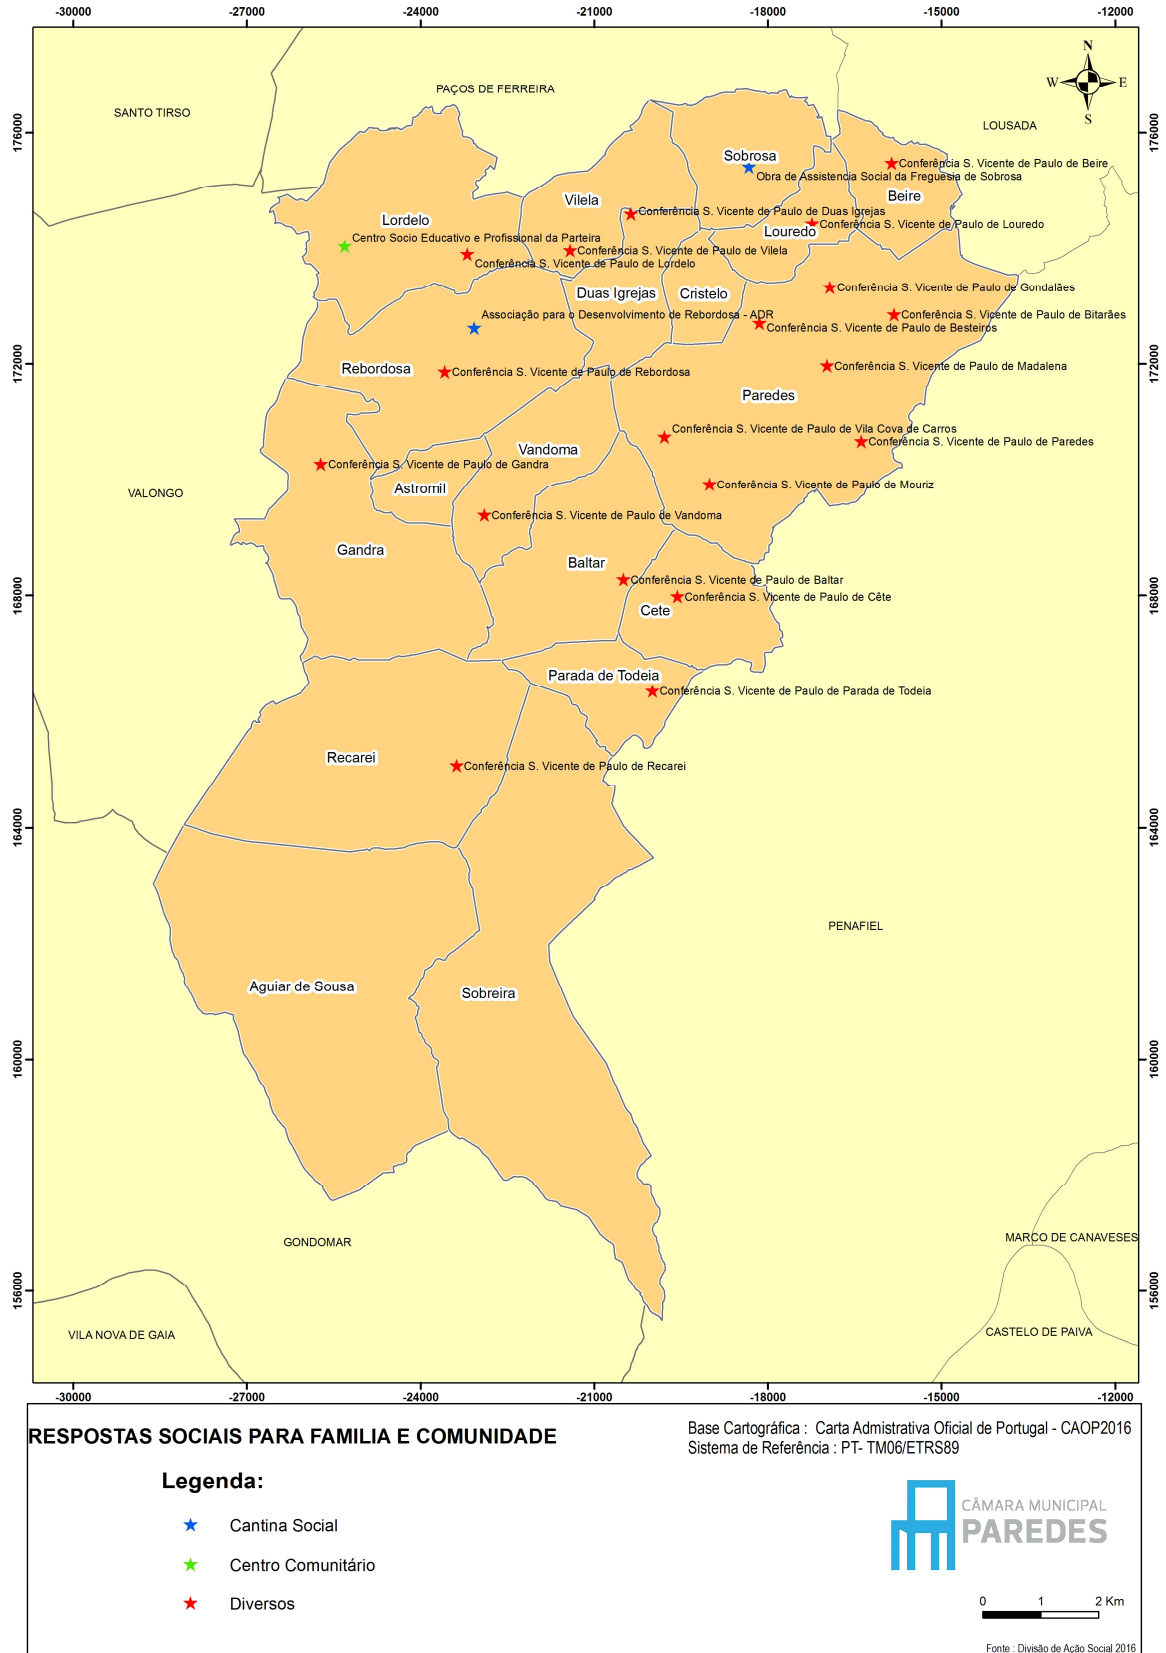 -30000
-27000
-24000
-21000
-18000
-15000
-12000
N
W
E
S
176000
176000
172000
172000
168000
168000
164000
164000
160000
160000
156000
156000
PAÇOS DE FERREIRA
SANTO TIRSO
LOUSADA
Sobrosa
Conferência S. Vicente de Paulo de Beire
Obra de Assistencia Social da Freguesia de Sobrosa
Beire
Vilela
Conferência S. Vicente de Paulo de Duas Igrejas
Lordelo
Conferência S. Vicente de Paulo de Louredo
Louredo
Centro Socio Educativo e Profissional da Parteira
Conferência S. Vicente de Paulo de Vilela
Conferência S. Vicente de Paulo de Lordelo
Duas Igrejas
Cristelo
Conferência S. Vicente de Paulo de Gondalães
Associação para o Desenvolvimento de Rebordosa - ADR
Conferência S. Vicente de Paulo de Bitarães
Conferência S. Vicente de Paulo de Besteiros
Rebordosa
Conferência S. Vicente de Paulo de Rebordosa
Conferência S. Vicente de Paulo de Madalena
Paredes
Conferência S. Vicente de Paulo de Vila Cova de Carros
Conferência S. Vicente de Paulo de Paredes
Vandoma
Conferência S. Vicente de Paulo de Gandra
Astromil
Conferência S. Vicente de Paulo de Mouriz
VALONGO
Conferência S. Vicente de Paulo de Vandoma
Gandra
Baltar
Conferência S. Vicente de Paulo de Baltar
Conferência S. Vicente de Paulo de Cête
Cete
Parada de Todeia
Conferência S. Vicente de Paulo de Parada de Todeia
Recarei
Conferência S. Vicente de Paulo de Recarei
PENAFIEL
Aguiar de Sousa
Sobreira
GONDOMAR
MARCO DE CANAVESES
VILA NOVA DE GAIA
CASTELO DE PAIVA
-30000
-27000
-24000
-21000
-18000
-15000
-12000
RESPOSTAS SOCIAIS PARA FAMILIA E COMUNIDADE
Base Cartográfica : Carta Admistrativa Oficial de Portugal - CAOP2016
Sistema de Referência : PT- TM06/ETRS89
Legenda:
Cantina Social
Centro Comunitário
Diversos
CÂMARA MUNICIPAL
PAREDES
0 1 2 Km
Fonte : Divisão de Ação Social 2016